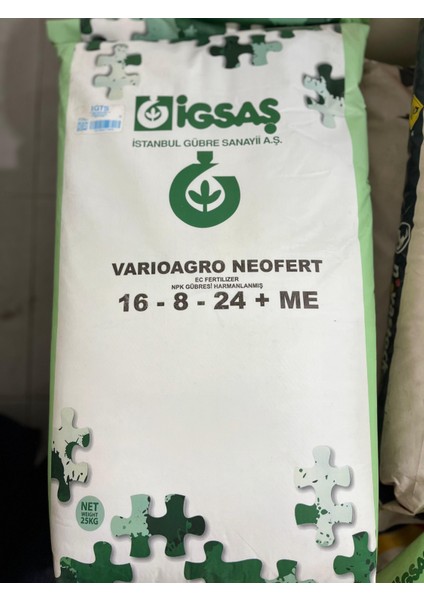 İGSAŞ
İSTANBUL GÜBRE SANAYİİ A.Ş.
VARIOAGRO NEOFERT
EC FERTILIZER
NPK GÜBRESİ HARMANLANMIŞ
16 - 8 - 24 + ME
NET
WEIGHT
25KG